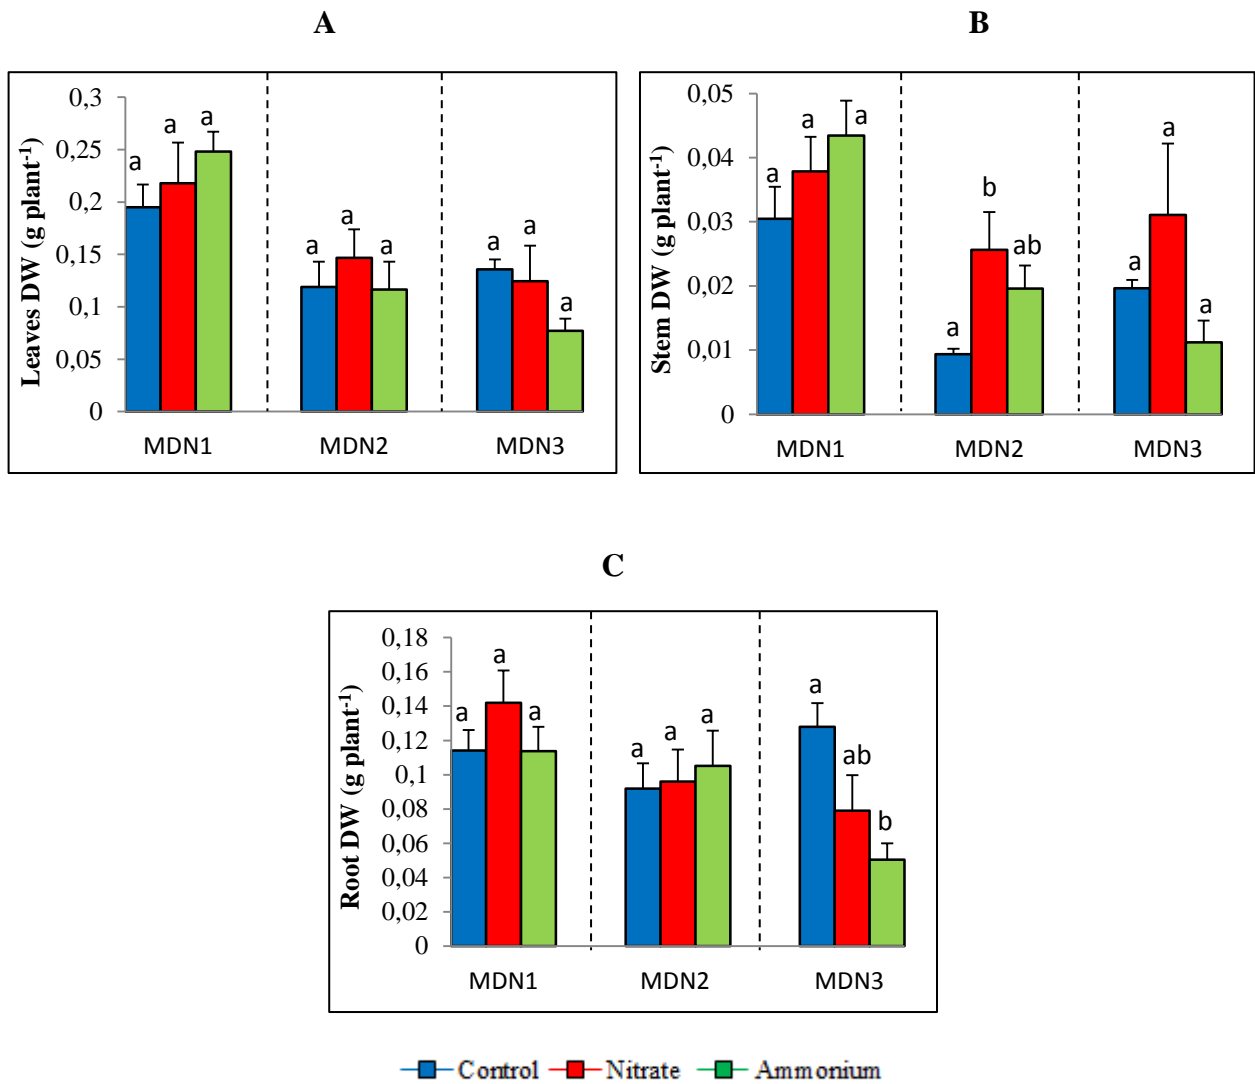 A
Leaves DW (g plant-1)
0,3
0,25
0,2
0,15
0,1
0,05
0
a a a
a a a
a a a
MDN1 MDN2 MDN3
B
Stem DW (g plant-1)
0,05
0,04
0,03
0,02
0,01
0
a a a
a b ab
a a a
MDN1 MDN2 MDN3
C
Root DW (g plant-1)
0,18
0,16
0,14
0,12
0,1
0,08
0,06
0,04
0,02
0
a a a
a a a
a ab b
MDN1 MDN2 MDN3
Control Nitrate Ammonium